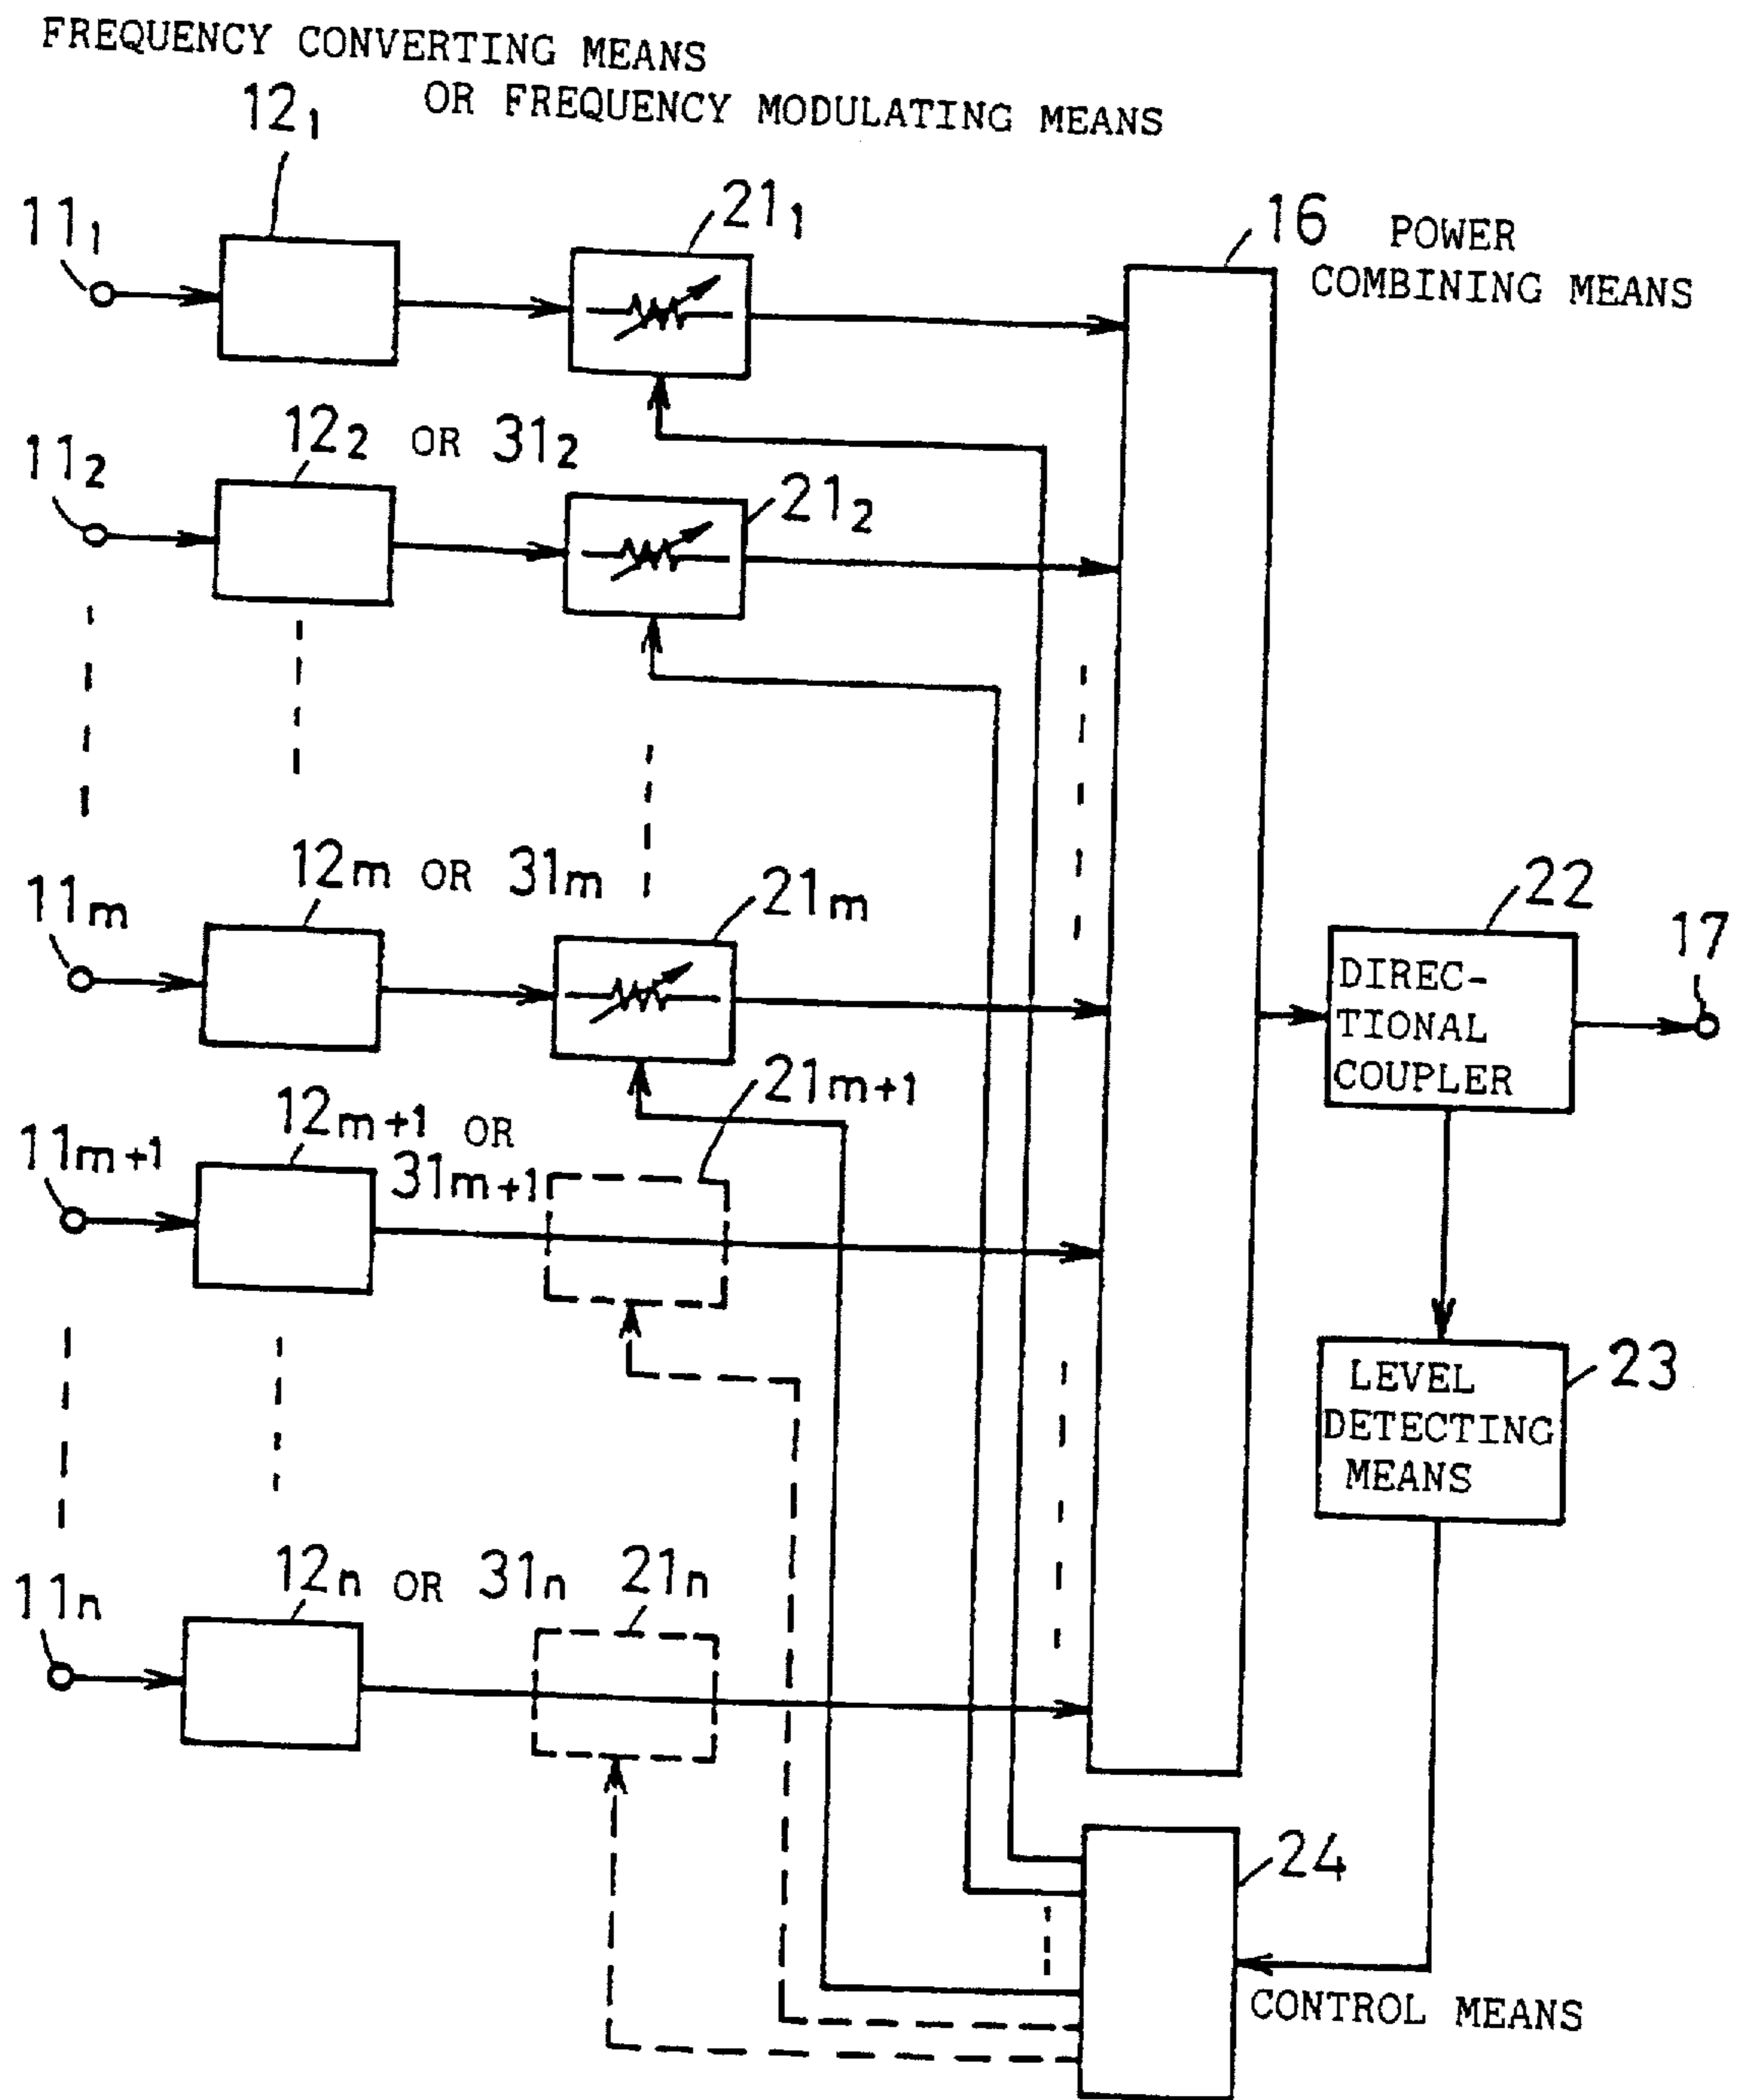 FREQUENCY CONVERTING MEANS
OR FREQUENCY MODULATING MEANS
12₁
11₁
21₁
16 POWER
COMBINING MEANS
12₂ OR 31₂
11₂
21₂
12m OR 31m
11m
21m
22
17
DIREC-
TIONAL
COUPLER
21m+1
12m+1 OR
31m+1
11m+1
LEVEL
DETECTING
MEANS
23
12n OR 31n
21n
11n
24
CONTROL MEANS